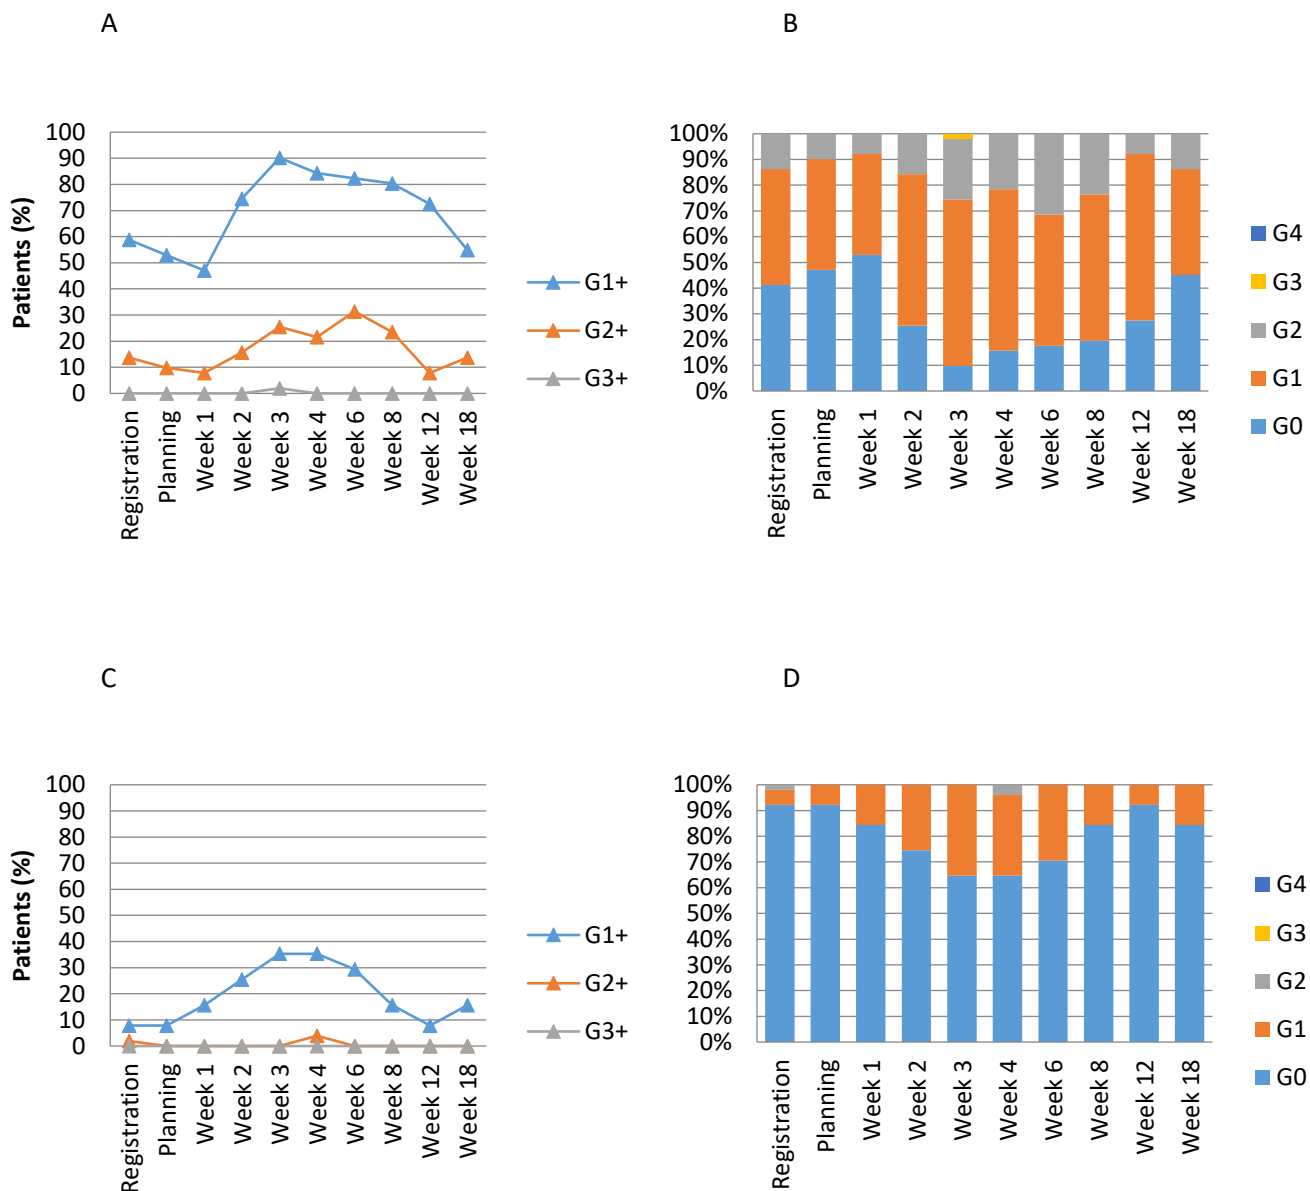 A
B
100
90
80
70
60
50
40
30
20
10
0
Patients (%)
Registration
Planning
Week 1
Week 2
Week 3
Week 4
Week 6
Week 8
Week 12
Week 18
G1+
G2+
G3+
100%
90%
80%
70%
60%
50%
40%
30%
20%
10%
0%
Registration
Planning
Week 1
Week 2
Week 3
Week 4
Week 6
Week 8
Week 12
Week 18
G4
G3
G2
G1
G0
C
D
100
90
80
70
60
50
40
30
20
10
0
Patients (%)
Registration
Planning
Week 1
Week 2
Week 3
Week 4
Week 6
Week 8
Week 12
Week 18
G1+
G2+
G3+
100%
90%
80%
70%
60%
50%
40%
30%
20%
10%
0%
Registration
Planning
Week 1
Week 2
Week 3
Week 4
Week 6
Week 8
Week 12
Week 18
G4
G3
G2
G1
G0